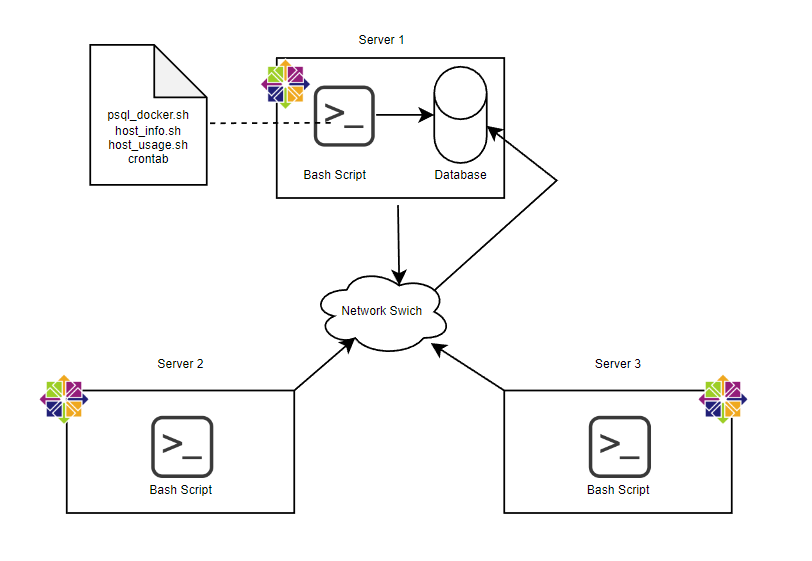 Server 1
psql_docker.sh
host_info.sh
host_usage.sh
crontab
>_
Bash Script
Database
Network Swich
Server 2
>_
Bash Script
Server 3
>_
Bash Script